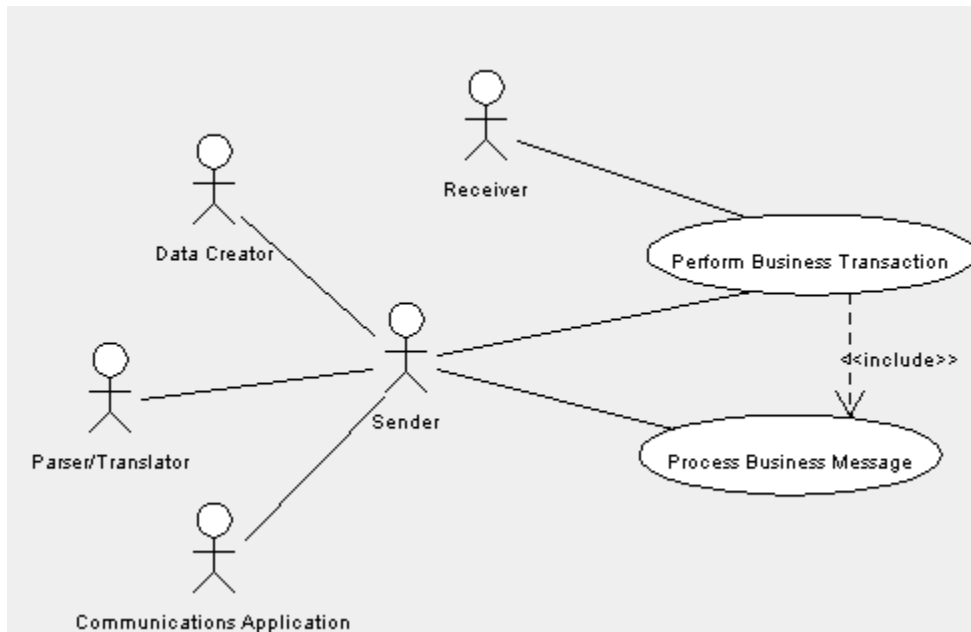 Receiver
Data Creator
Perform Business Transaction
<<include>>
Sender
Parser/Translator
Process Business Message
Communications Application